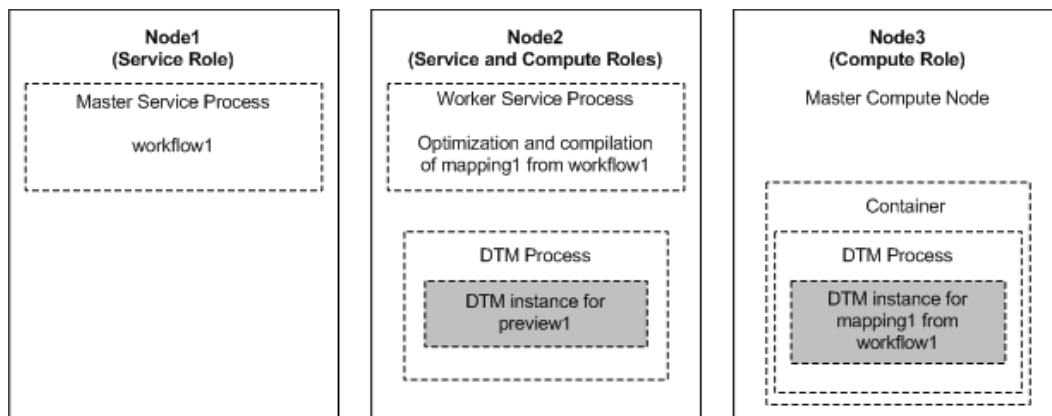 Node1
(Service Role)
Master Service Process
workflow1
Node2
(Service and Compute Roles)
Worker Service Process
Optimization and compilation
of mapping1 from workflow1
DTM Process
DTM instance for
preview1
Node3
(Compute Role)
Master Compute Node
Container
DTM Process
DTM instance for
mapping1 from
workflow1